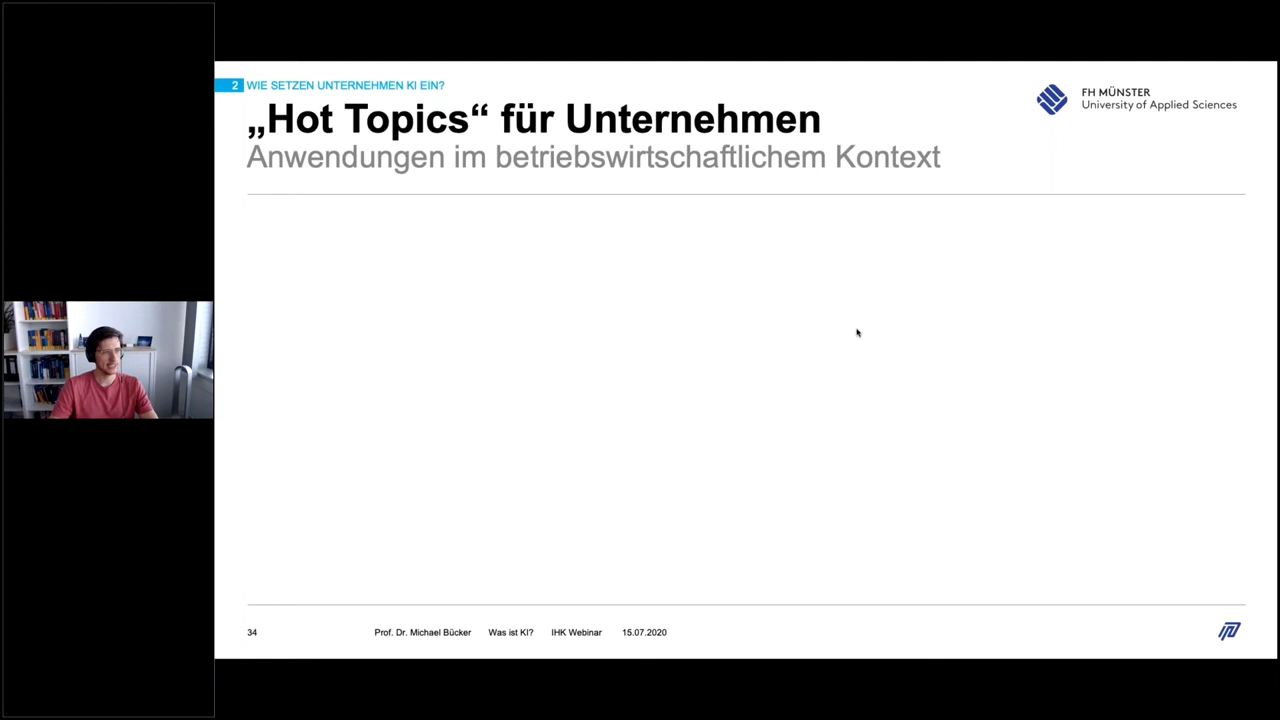 2 WIE SETZEN UNTERNEHMEN KI EIN?
„Hot Topics“ für Unternehmen
Anwendungen im betriebswirtschaftlichem Kontext
FH MÜNSTER
University of Applied Sciences
34 Prof. Dr. Michael Bücker Was ist KI? IHK Webinar 15.07.2020